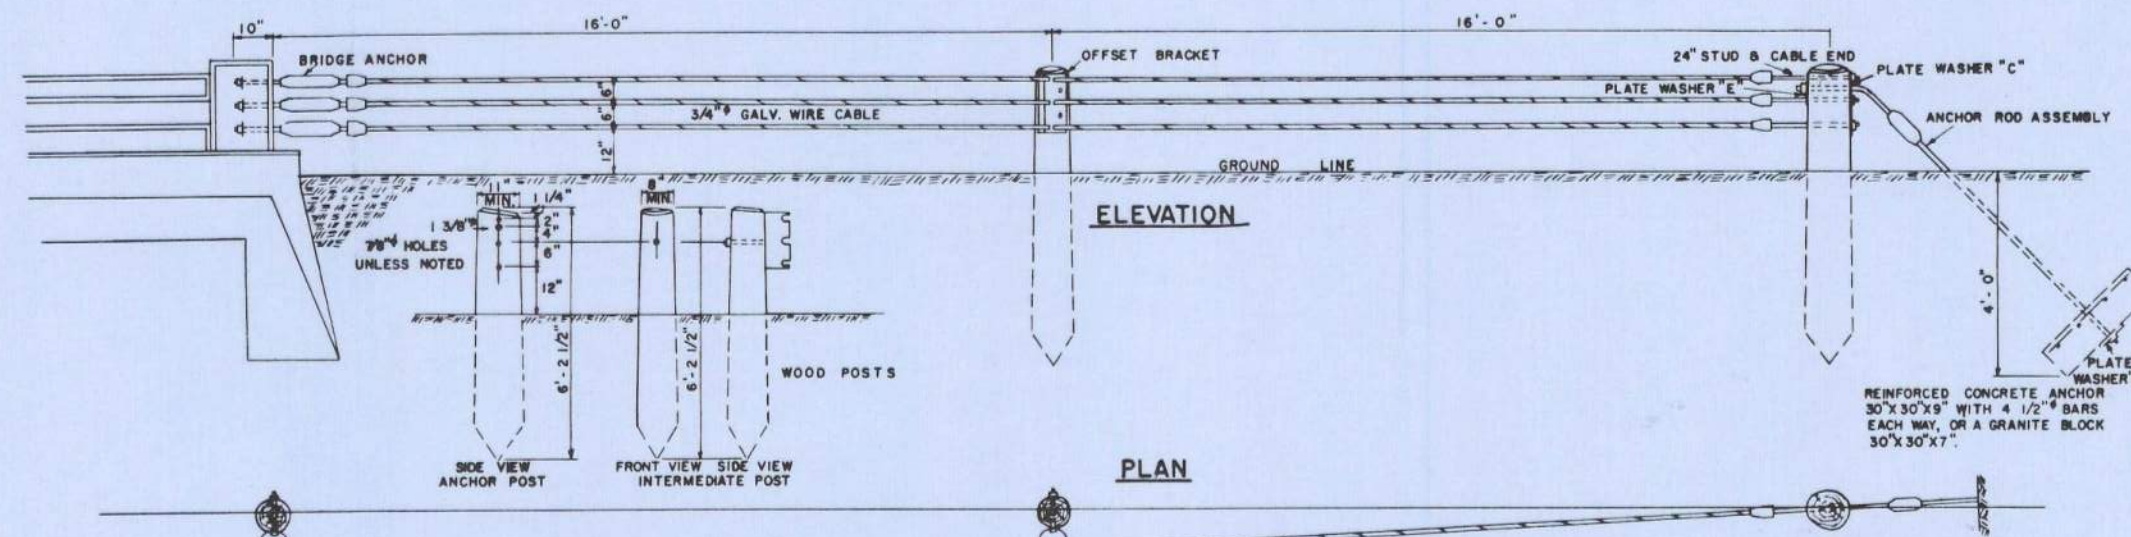 10"
16'-0"
16'-0"
BRIDGE ANCHOR
OFFSET BRACKET
24" STUD & CABLE END
PLATE WASHER "C"
PLATE WASHER "E"
6"
6"
3/4"ϕ GALV. WIRE CABLE
ANCHOR ROD ASSEMBLY
12"
GROUND LINE
11"
MIN.
1 1/4"
8"
MIN.
ELEVATION
1 3/8"ϕ
2"
4"
7/8"ϕ HOLES
UNLESS NOTED
6"
12"
4'-0"
6'-2 1/2"
6'-2 1/2"
WOOD POSTS
PLATE
WASHER
REINFORCED CONCRETE ANCHOR
30"X30"X9" WITH 4 1/2"ϕ BARS
EACH WAY, OR A GRANITE BLOCK
30"X30"X7".
SIDE VIEW
ANCHOR POST
FRONT VIEW SIDE VIEW
INTERMEDIATE POST
PLAN